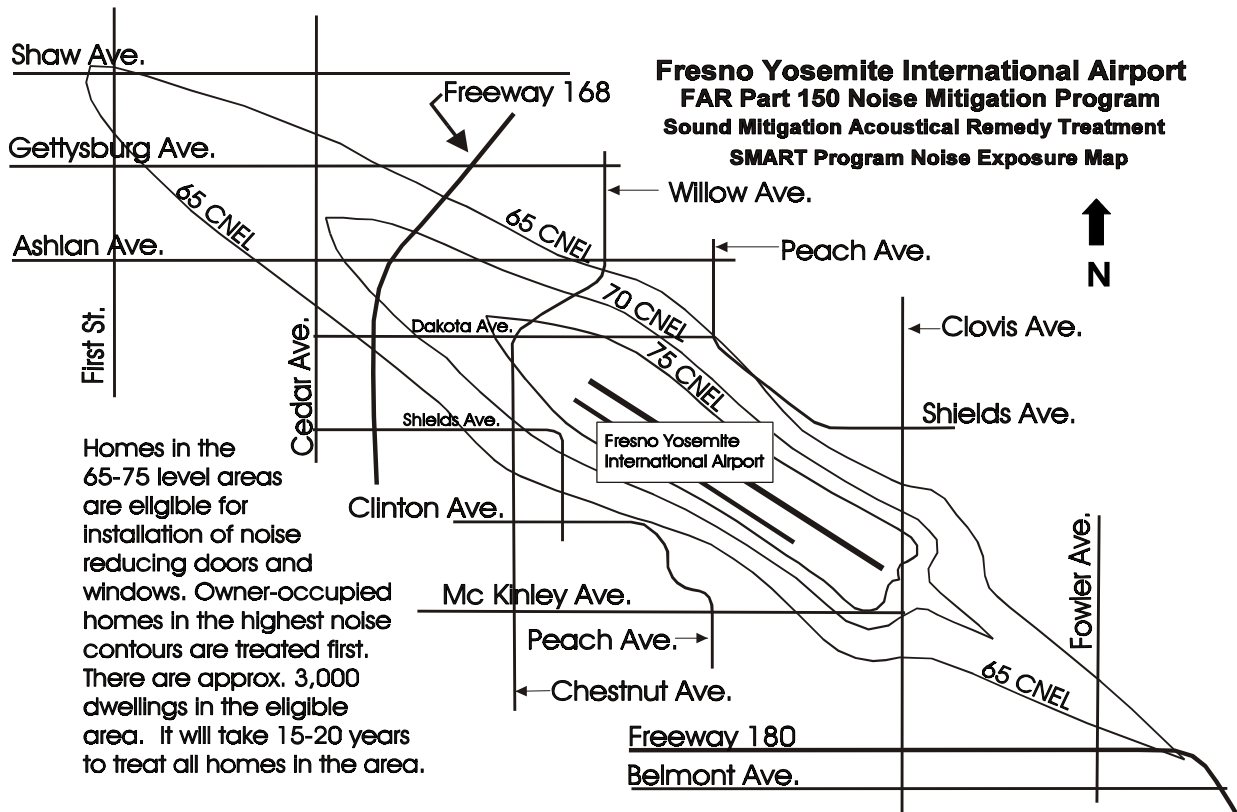 Fresno Yosemite International Airport
FAR Part 150 Noise Mitigation Program
Sound Mitigation Acoustical Remedy Treatment
SMART Program Noise Exposure Map
Shaw Ave.
Freeway 168
Gettysburg Ave.
Willow Ave.
65 CNEL
65 CNEL
Ashlan Ave.
Peach Ave.
N
70 CNEL
First St.
Cedar Ave.
Dakota Ave.
Clovis Ave.
75 CNEL
Shields Ave.
Shields Ave.
Fresno Yosemite
International Airport
Homes in the
65-75 level areas
are eligible for
installation of noise
reducing doors and
windows. Owner-occupied
homes in the highest noise
contours are treated first.
There are approx. 3,000
dwellings in the eligible
area. It will take 15-20 years
to treat all homes in the area.
Clinton Ave.
Mc Kinley Ave.
Fowler Ave.
Peach Ave.
Chestnut Ave.
65 CNEL
Freeway 180
Belmont Ave.